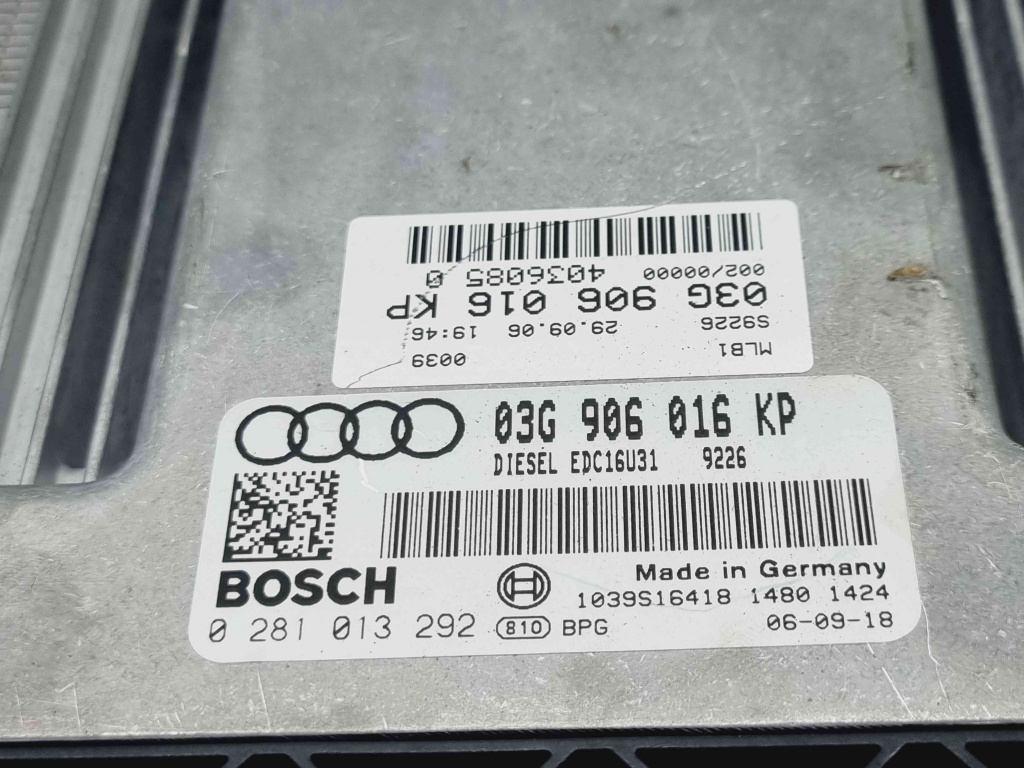 4036085 0 002/00000
03G 906 016 KP
S9226 29.09.06 19:46
MLB1 0039
03G 906 016 KP
DIESEL EDC16U31 9226
BOSCH
Made in Germany
1039S16418 1480 1424
0 281 013 292 810 BPG 06-09-18